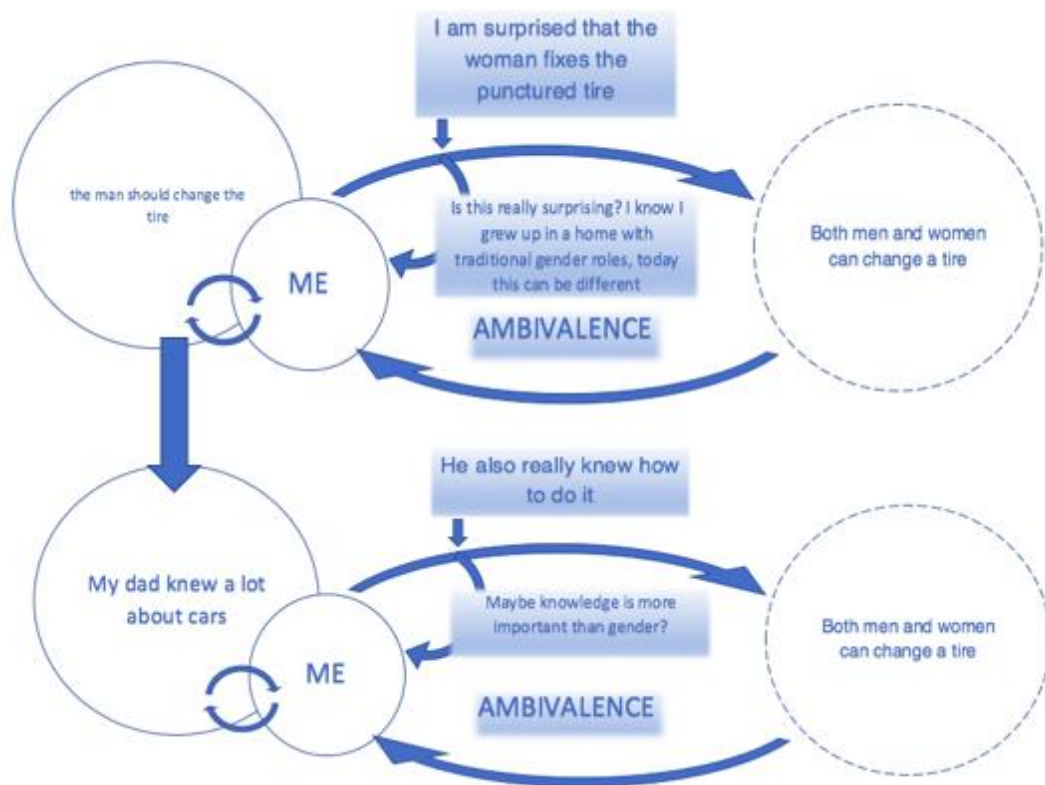 I am surprised that the
woman fixes the
punctured tire
the man should change the
tire
Is this really surprising? I know I
grew up in a home with
traditional gender roles, today
this can be different
Both men and women
can change a tire
ME
AMBIVALENCE
He also really knew how
to do it
My dad knew a lot
about cars
Maybe knowledge is more
important than gender?
Both men and women
can change a tire
ME
AMBIVALENCE